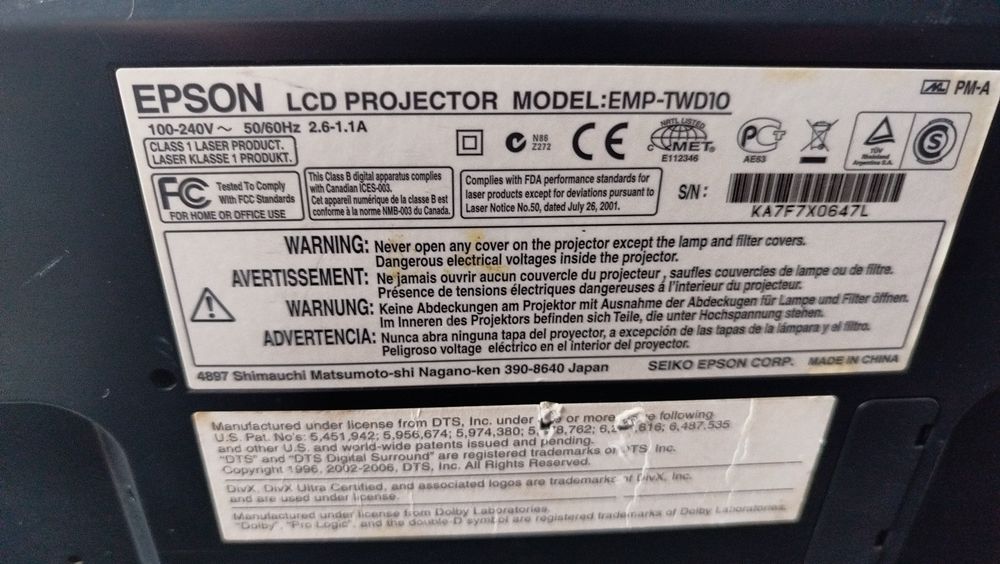 EPSON LCD PROJECTOR MODEL:EMP-TWD10
PM-A
100-240V ~ 50/60Hz 2.6-1.1A
CLASS 1 LASER PRODUCT.
LASER KLASSE 1 PRODUKT.
N86
Z272
CE
NRTL LISTED
MET
E112346
PCT
AE63
TÜV
Rheinland
Argentina S.A.
S
FC Tested To Comply
With FCC Standards
FOR HOME OR OFFICE USE
This Class B digital apparatus complies
with Canadian ICES-003.
Cet appareil numérique de la classe B est
conforme à la norme NMB-003 du Canada.
Complies with FDA performance standards for
laser products except for deviations pursuant to
Laser Notice No.50, dated July 26, 2001.
S/N:
KA7F7X0647L
WARNING: Never open any cover on the projector except the lamp and filter covers.
Dangerous electrical voltages inside the projector.
AVERTISSEMENT: Ne jamais ouvrir aucun couvercle du projecteur , saufles couvercles de lampe ou de filtre.
Présence de tensions électriques dangereuses á l'interieur du projecteur.
WARNUNG: Keine Abdeckungen am Projektor mit Ausnahme der Abdeckugen für Lampe und Filter öffnen.
Im Inneren des Projektors befinden sich Teile, die unter Hochspannung stehen.
ADVERTENCIA: Nunca abra ninguna tapa del proyector, a excepción de las tapas de la lámpara y el filtro.
Peligroso voltage eléctrico en el interior del proyector.
4897 Shimauchi Matsumoto-shi Nagano-ken 390-8640 Japan SEIKO EPSON CORP. MADE IN CHINA
Manufactured under license from DTS, Inc. under or more following
U.S. Pat. No's: 5,451,942; 5,956,674; 5,974,380; 6,487,535
and other U.S. and world-wide patents issued and pending.
"DTS" and "DTS Digital Surround" are registered trademarks DTS, Inc.
Copyright 1996, 2002-2006, DTS, Inc. All Rights Reserved.
DivX, DivX Ultra Certified, and associated logos are trademarks DivX, Inc.
and are used under license.
Manufactured under license from Dolby Laboratories.
"Dolby", "Pro Logic", and the double-D symbol are registered trademarks of Dolby Laboratories.